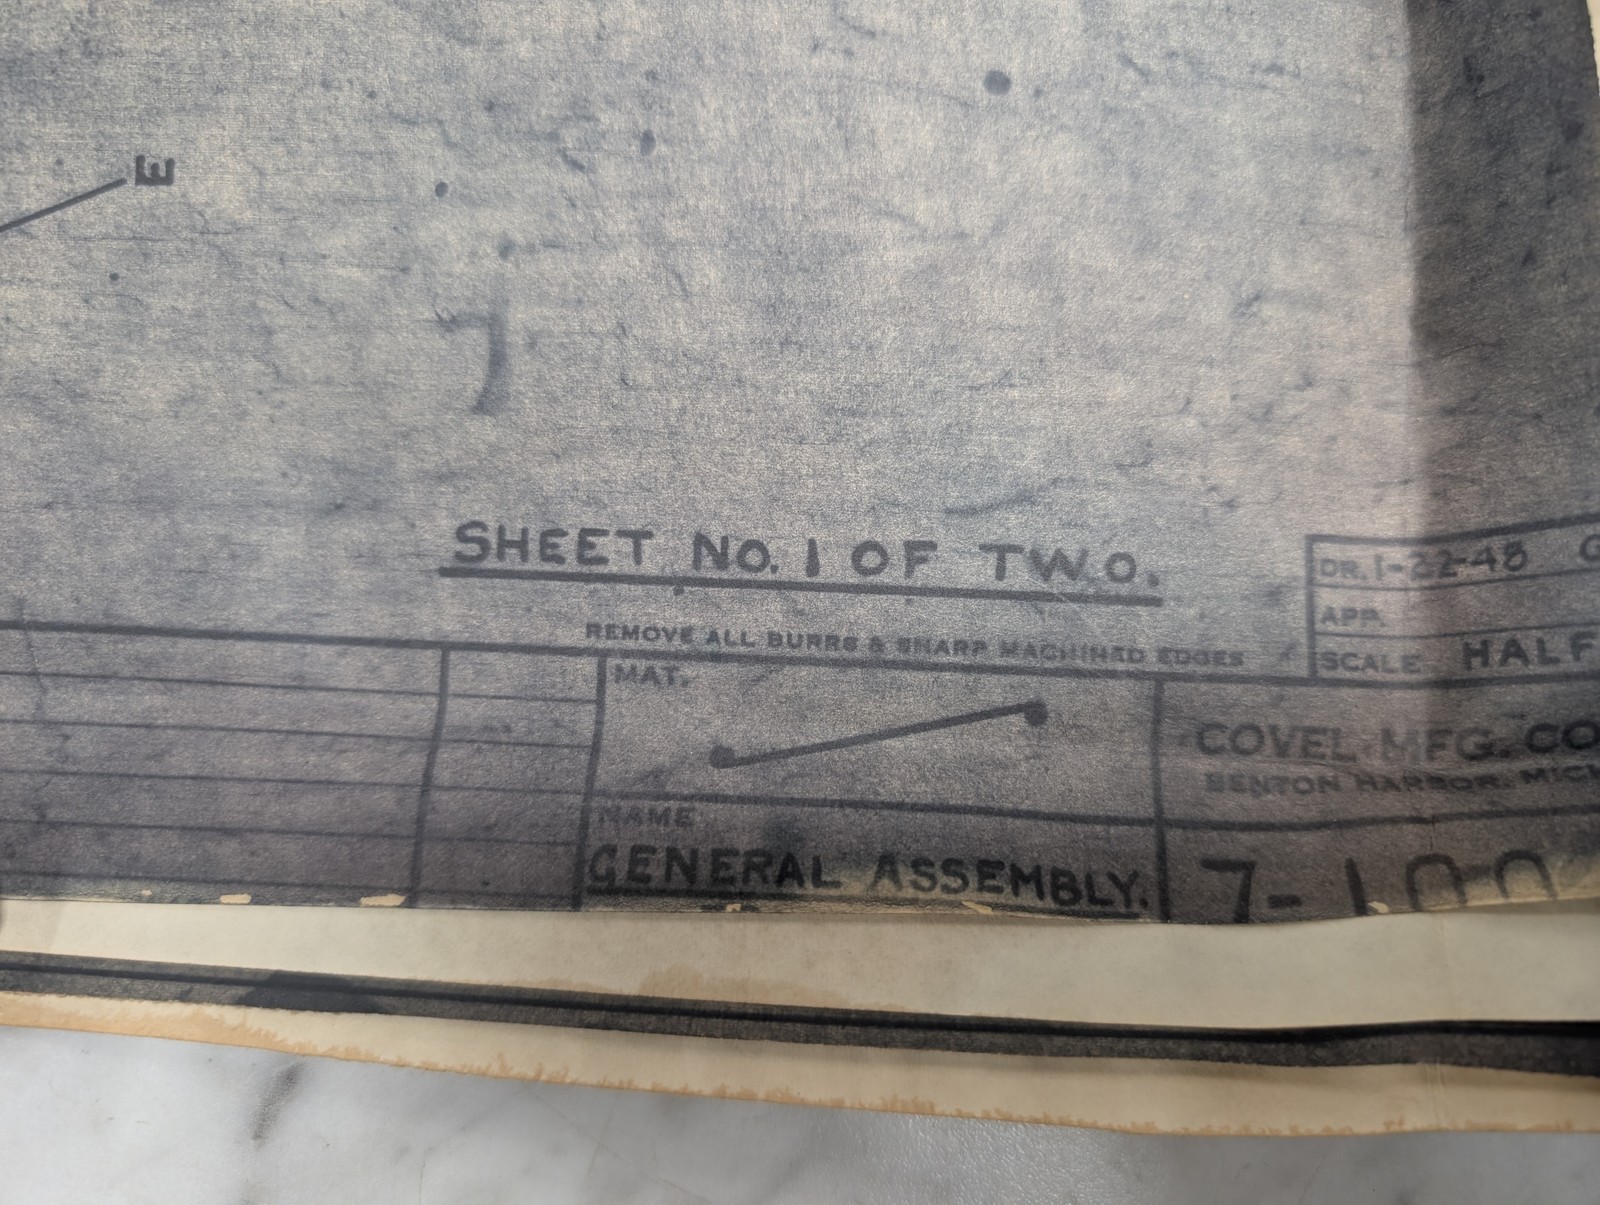 E
SHEET NO. 1 OF TWO.
REMOVE ALL BURRS & SHARP MACHINED EDGES
DR. 1-22-48 G
APP.
SCALE HALF
MAT.
COVEL MFG. CO
BENTON HARBOR, MICH
NAME
GENERAL ASSEMBLY.
7-100